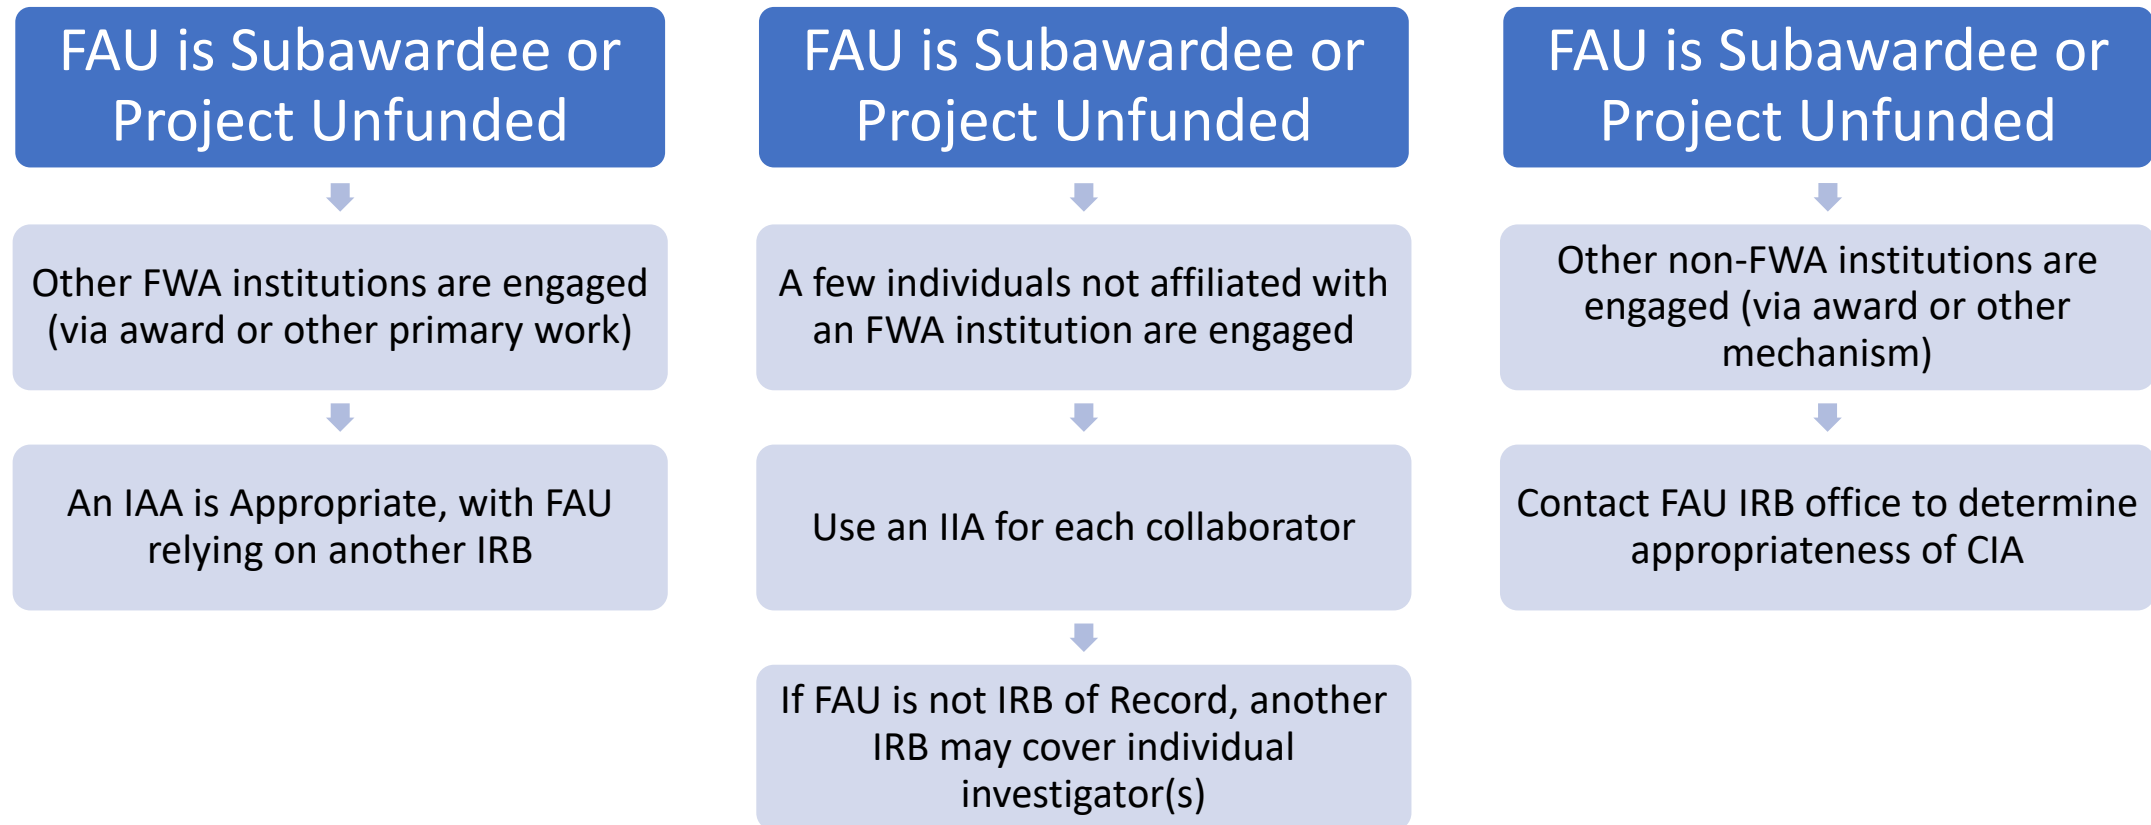 FAU is Subawardee or
Project Unfunded
Other FWA institutions are engaged
(via award or other primary work)
An IAA is Appropriate, with FAU
relying on another IRB
FAU is Subawardee or
Project Unfunded
A few individuals not affiliated with
an FWA institution are engaged
Use an IIA for each collaborator
If FAU is not IRB of Record, another
IRB may cover individual
investigator(s)
FAU is Subawardee or
Project Unfunded
Other non-FWA institutions are
engaged (via award or other
mechanism)
Contact FAU IRB office to determine
appropriateness of CIA